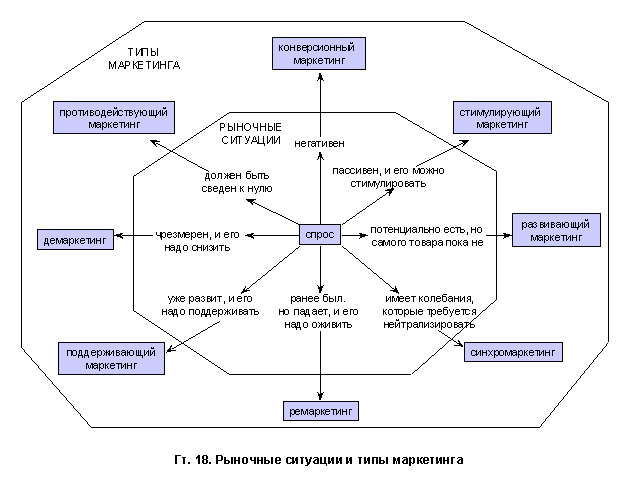 ТИПЫ
МАРКЕТИНГА
конверсионный
маркетинг
противодействующий
маркетинг
РЫНОЧНЫЕ
СИТУАЦИИ
стимулирующий
маркетинг
негативен
должен быть
сведен к нулю
пассивен, и его можно
стимулировать
демаркетинг
чрезмерен, и его
надо снизить
спрос
потенциально есть, но
самого товара пока не
развивающий
маркетинг
уже развит, и его
надо поддерживать
ранее был.
но падает, и его
надо оживить
имеет колебания,
которые требуется
нейтрализировать
поддерживающий
маркетинг
синхромаркетинг
ремаркетинг
Гт. 18. Рыночные ситуации и типы маркетинга